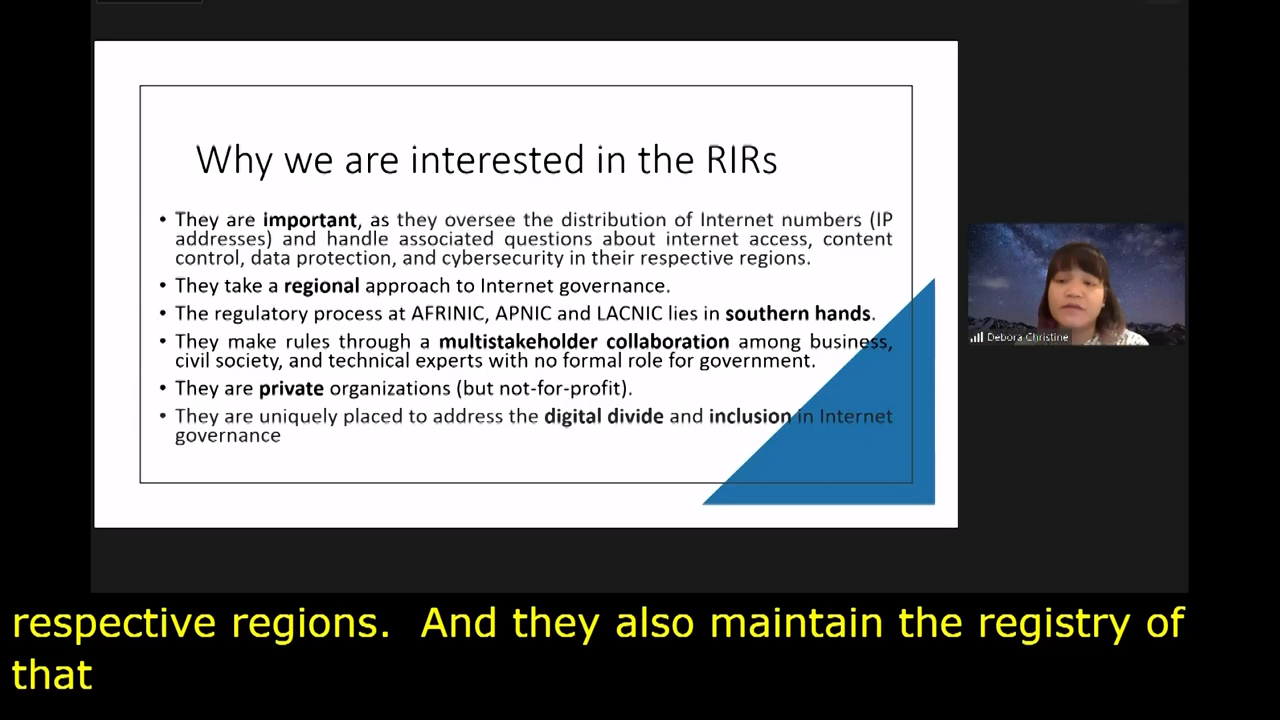 Why we are interested in the RIRs
• They are important, as they oversee the distribution of Internet numbers (IP
addresses) and handle associated questions about internet access, content
control, data protection, and cybersecurity in their respective regions.
• They take a regional approach to Internet governance.
• The regulatory process at AFRINIC, APNIC and LACNIC lies in southern hands.
• They make rules through a multistakeholder collaboration among business,
civil society, and technical experts with no formal role for government.
• They are private organizations (but not-for-profit).
• They are uniquely placed to address the digital divide and inclusion in Internet
governance
Debora Christine
respective regions.  And they also maintain the registry of
that